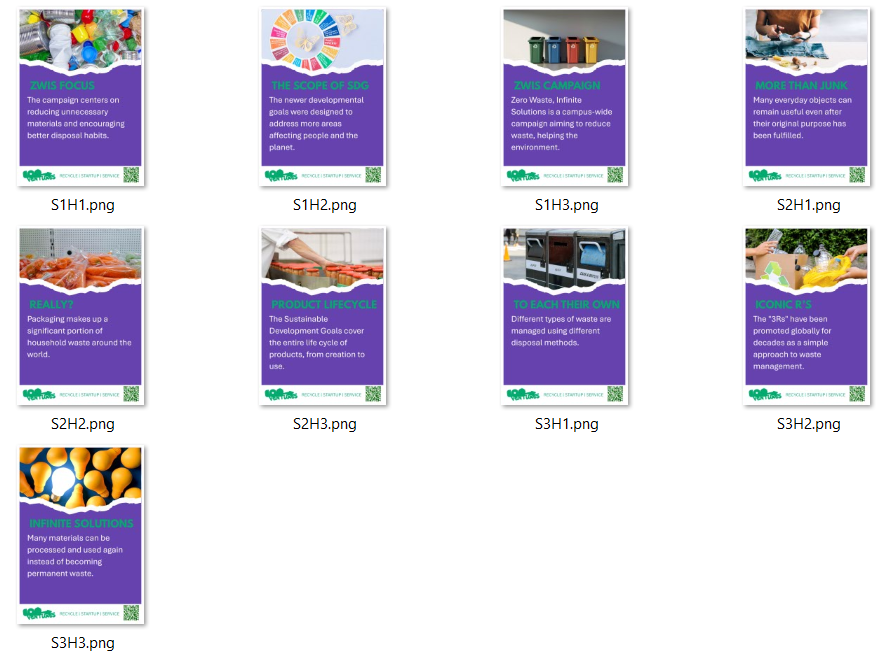 ZWIS FOCUS
The campaign centers on
reducing unnecessary
materials and encouraging
better disposal habits.
LOOP
VENTURES
RECYCLE | STARTUP | SERVICE
S1H1.png
THE SCOPE OF SDG
The newer developmental
goals were designed to
address more areas
affecting people and the
planet.
RECYCLE | STARTUP | SERVICE
S1H2.png
ZWIS CAMPAIGN
Zero Waste, Infinite
Solutions is a campus-wide
campaign aiming to reduce
waste, helping the
environment.
RECYCLE | STARTUP | SERVICE
S1H3.png
MORE THAN JUNK
Many everyday objects can
remain useful even after
their original purpose has
been fulfilled.
RECYCLE | STARTUP | SERVICE
S2H1.png
REALLY?
Packaging makes up a
significant portion of
household waste around the
world.
RECYCLE | STARTUP | SERVICE
S2H2.png
PRODUCT LIFECYCLE
The Sustainable
Development Goals cover
the entire life cycle of
products, from creation to
use.
RECYCLE | STARTUP | SERVICE
S2H3.png
TO EACH THEIR OWN
Different types of waste are
managed using different
disposal methods.
RECYCLE | STARTUP | SERVICE
S3H1.png
ICONIC R'S
The "3Rs" have been
promoted globally for
decades as a simple
approach to waste
management.
RECYCLE | STARTUP | SERVICE
S3H2.png
INFINITE SOLUTIONS
Many materials can be
processed and used again
instead of becoming
permanent waste.
RECYCLE | STARTUP | SERVICE
S3H3.png